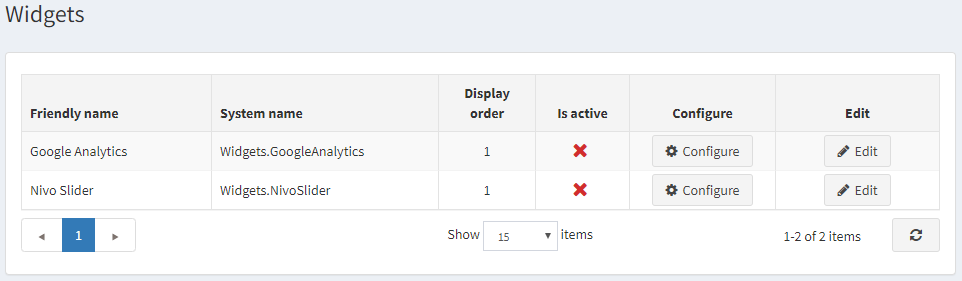 Widgets
Friendly name System name Display order Is active Configure Edit
Google Analytics Widgets.GoogleAnalytics 1 Configure Edit
Nivo Slider Widgets.NivoSlider 1 Configure Edit
1 Show 15 items 1-2 of 2 items